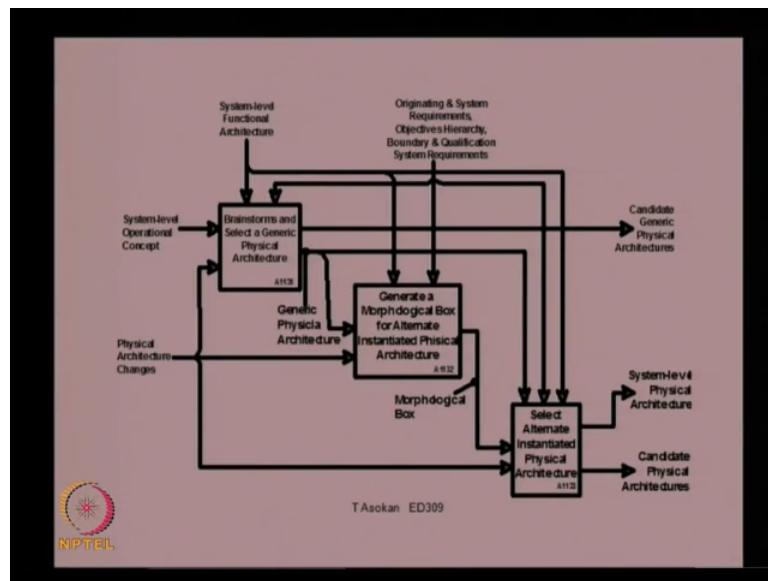 System-level
Functional
Architecture
Originating & System
Requirements,
Objectives Hierarchy,
Boundary & Qualification
System Requirements
System-level
Operational
Concept
Brainstorms and
Select a Generic
Physical
Architecture
A1131
Candidate
Generic
Physical
Architectures
Generic
Physicla
Architecture
Generate a
Morphdogical Box
for Alternate
Instantiated Phisical
Architecture
A1132
Physical
Architecture
Changes
Morphdogcal
Box
Select
Alternate
Instantiated
Physical
Architecture
A1133
System-level
Physical
Architecture
Candidate
Physical
Architectures
T Asokan ED309
NPTEL